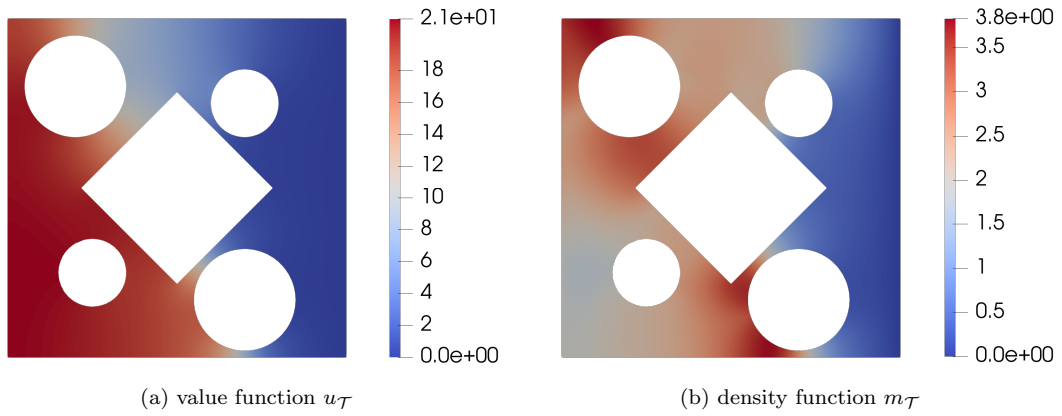 2.1e+01
18
16
14
12
10
8
6
4
2
0.0e+00
3.8e+00
3.5
3
2.5
2
1.5
1
0.5
0.0e+00
(a) value function u𝒯
(b) density function m𝒯